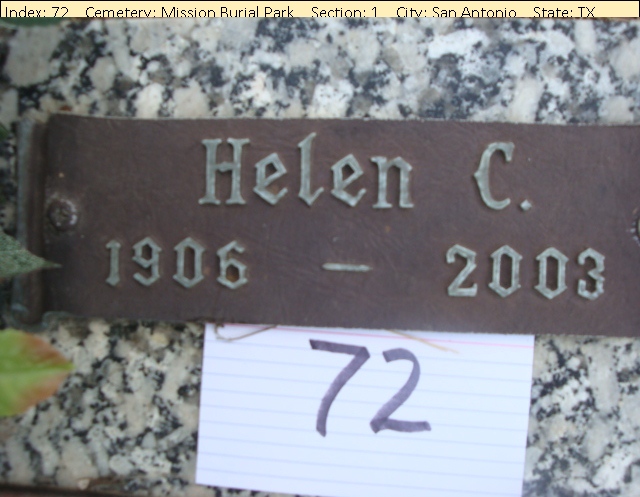 Index: 72 Cemetery: Mission Burial Park Section: 1 City: San Antonio State: TX
Helen C.
1906 — 2003
72